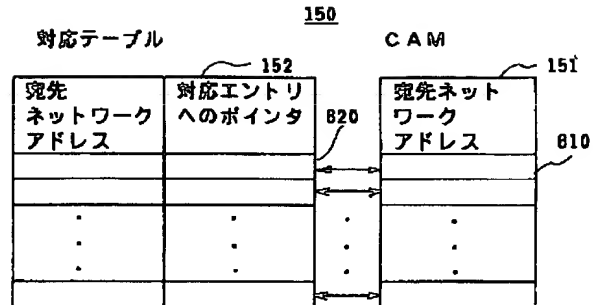 150
対応テーブル
CAM
152
151
宛先
ネットワーク
アドレス
対応エントリ
へのポインタ
820
宛先ネット
ワーク
アドレス
810